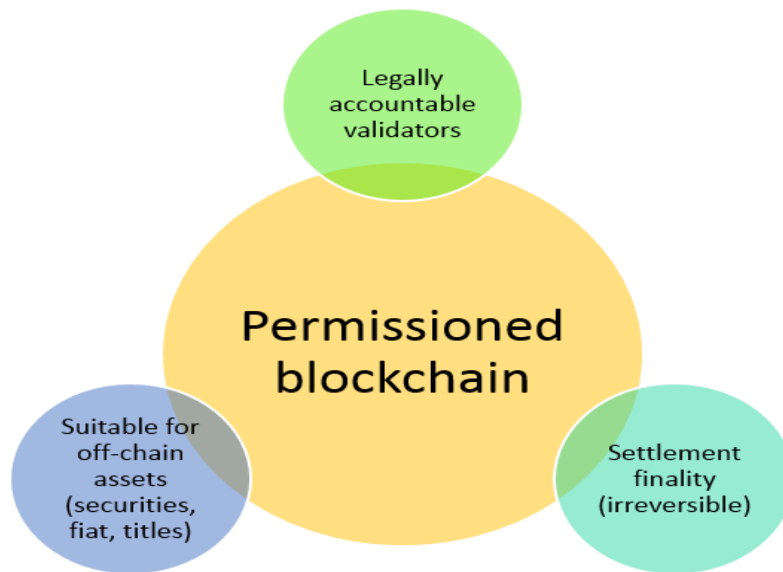 Legally
accountable
validators
Permissioned
blockchain
Suitable for
off-chain
assets
(securities,
fiat, titles)
Settlement
finality
(irreversible)